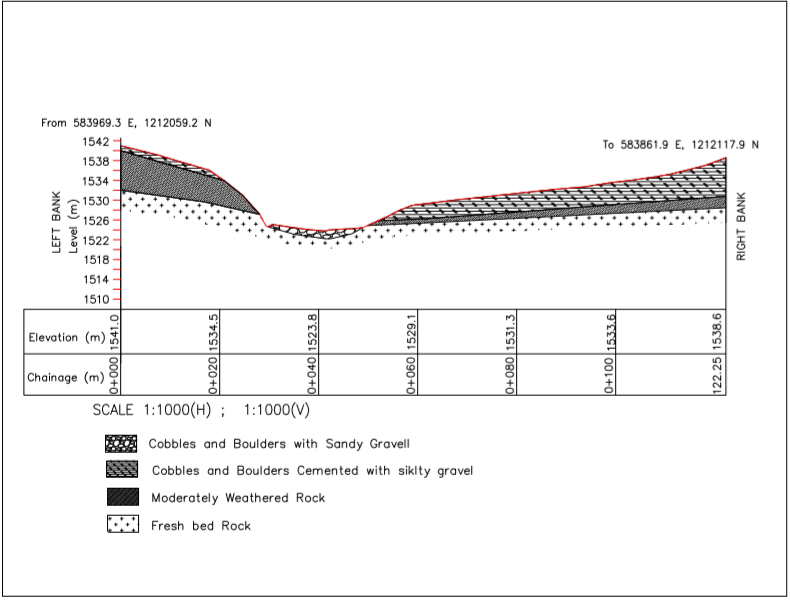 From 583969.3 E, 1212059.2 N
To 583861.9 E, 1212117.9 N
1542
1538
1534
1530
1526
1522
1518
1514
1510
LEFT BANK
Level (m)
RIGHT BANK
Elevation (m) 1541.0 1534.5 1523.8 1529.1 1531.3 1533.6 1538.6
Chainage (m) 0+000 0+020 0+040 0+060 0+080 0+100 122.25
SCALE 1:1000(H) ; 1:1000(V)
Cobbles and Boulders with Sandy Gravell
Cobbles and Boulders Cemented with siklty gravel
Moderately Weathered Rock
Fresh bed Rock